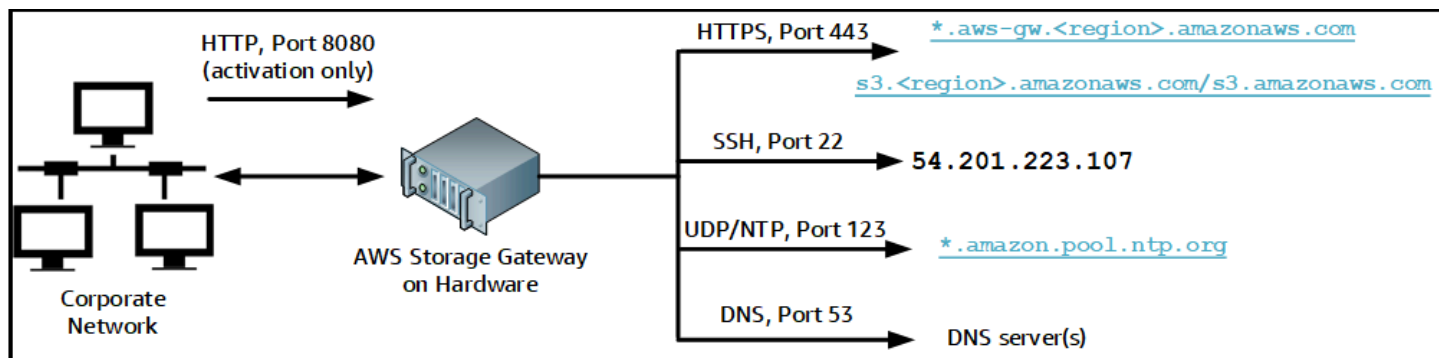 HTTP, Port 8080
(activation only)
Corporate
Network
AWS Storage Gateway
on Hardware
HTTPS, Port 443
*.aws-gw.<region>.amazonaws.com
s3.<region>.amazonaws.com/s3.amazonaws.com
SSH, Port 22
54.201.223.107
UDP/NTP, Port 123
*.amazon.pool.ntp.org
DNS, Port 53
DNS server(s)